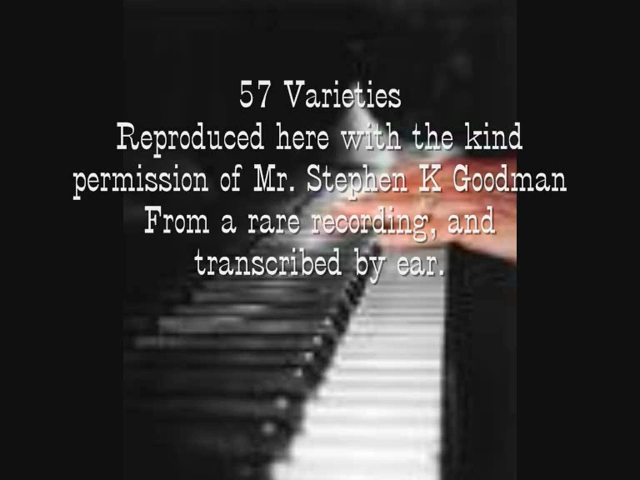 57 Varieties
Reproduced here with the kind
permission of Mr. Stephen K Goodman
From a rare recording, and
transcribed by ear.